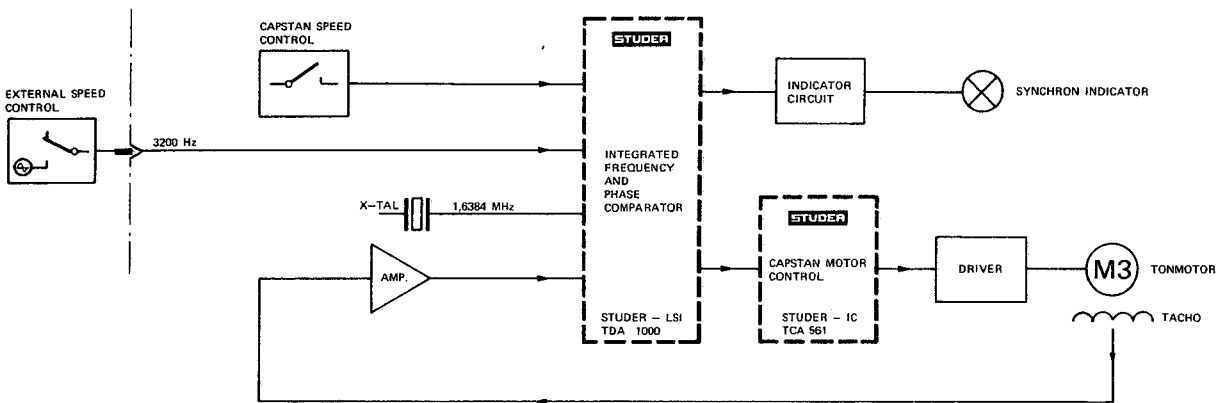 CAPSTAN SPEED
CONTROL
EXTERNAL SPEED
CONTROL
3200 Hz
X-TAL
1,6384 MHz
AMP.
STUDER
INTEGRATED
FREQUENCY
AND
PHASE
COMPARATOR
STUDER – LSI
TDA 1000
INDICATOR
CIRCUIT
SYNCHRON INDICATOR
STUDER
CAPSTAN MOTOR
CONTROL
STUDER – IC
TCA 561
DRIVER
M3
TONMOTOR
TACHO